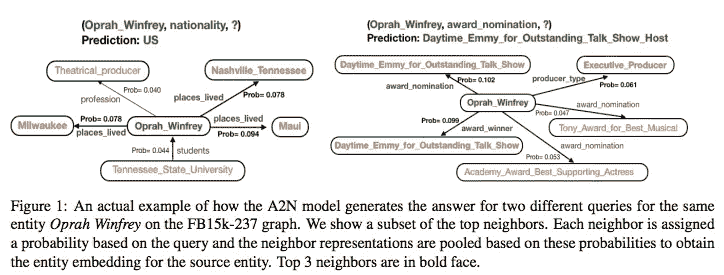 (Oprah_Winfrey, nationality, ?)
Prediction: US
Theatrical_producer
Prob= 0.040
profession
Nashville_Tennessee
Prob= 0.078
places_lived
Milwaukee
Prob= 0.078
places_lived
Oprah_Winfrey
places_lived
Prob= 0.094
Maui
Prob= 0.044
students
Tennessee_State_University
(Oprah_Winfrey, award_nomination, ?)
Prediction: Daytime_Emmy_for_Outstanding_Talk_Show_Host
Daytime_Emmy_for_Outstanding_Talk_Show
Prob= 0.102
award_nomination
Executive_Producer
producer_type
Prob= 0.061
Oprah_Winfrey
award_nomination
Prob= 0.047
Tony_Award_for_Best_Musical
Prob= 0.099
award_winner
Daytime_Emmy_for_Outstanding_Talk_Show
award_nomination
Prob= 0.053
Academy_Award_Best_Supporting_Actress
Figure 1: An actual example of how the A2N model generates the answer for two different queries for the same
entity Oprah Winfrey on the FB15k-237 graph. We show a subset of the top neighbors. Each neighbor is assigned
a probability based on the query and the neighbor representations are pooled based on these probabilities to obtain
the entity embedding for the source entity. Top 3 neighbors are in bold face.